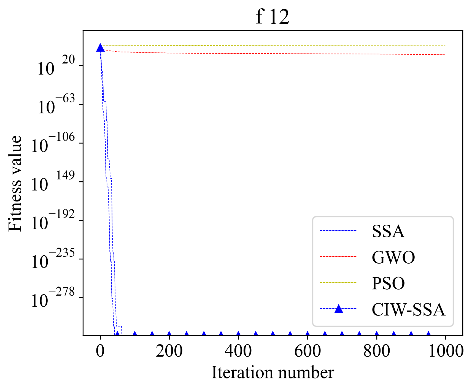 f 12
Fitness value
10^20
10^−63
10^−106
10^−149
10^−192
10^−235
10^−278
0 200 400 600 800 1000
Iteration number
SSA
GWO
PSO
CIW-SSA